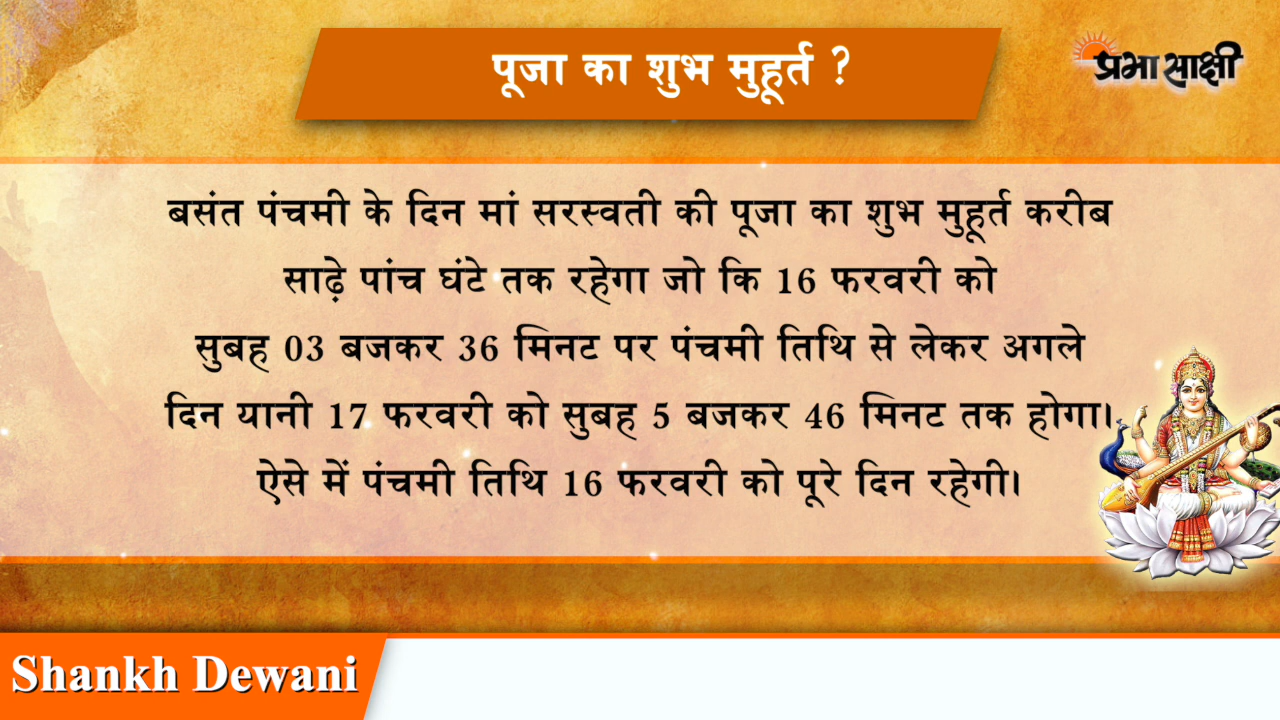 पूजा का शुभ मुहूर्त ?
प्रभा साक्षी
बसंत पंचमी के दिन मां सरस्वती की पूजा का शुभ मुहूर्त करीब
साढ़े पांच घंटे तक रहेगा जो कि 16 फरवरी को
सुबह 03 बजकर 36 मिनट पर पंचमी तिथि से लेकर अगले
दिन यानी 17 फरवरी को सुबह 5 बजकर 46 मिनट तक होगा।
ऐसे में पंचमी तिथि 16 फरवरी को पूरे दिन रहेगी।
Shankh Dewani